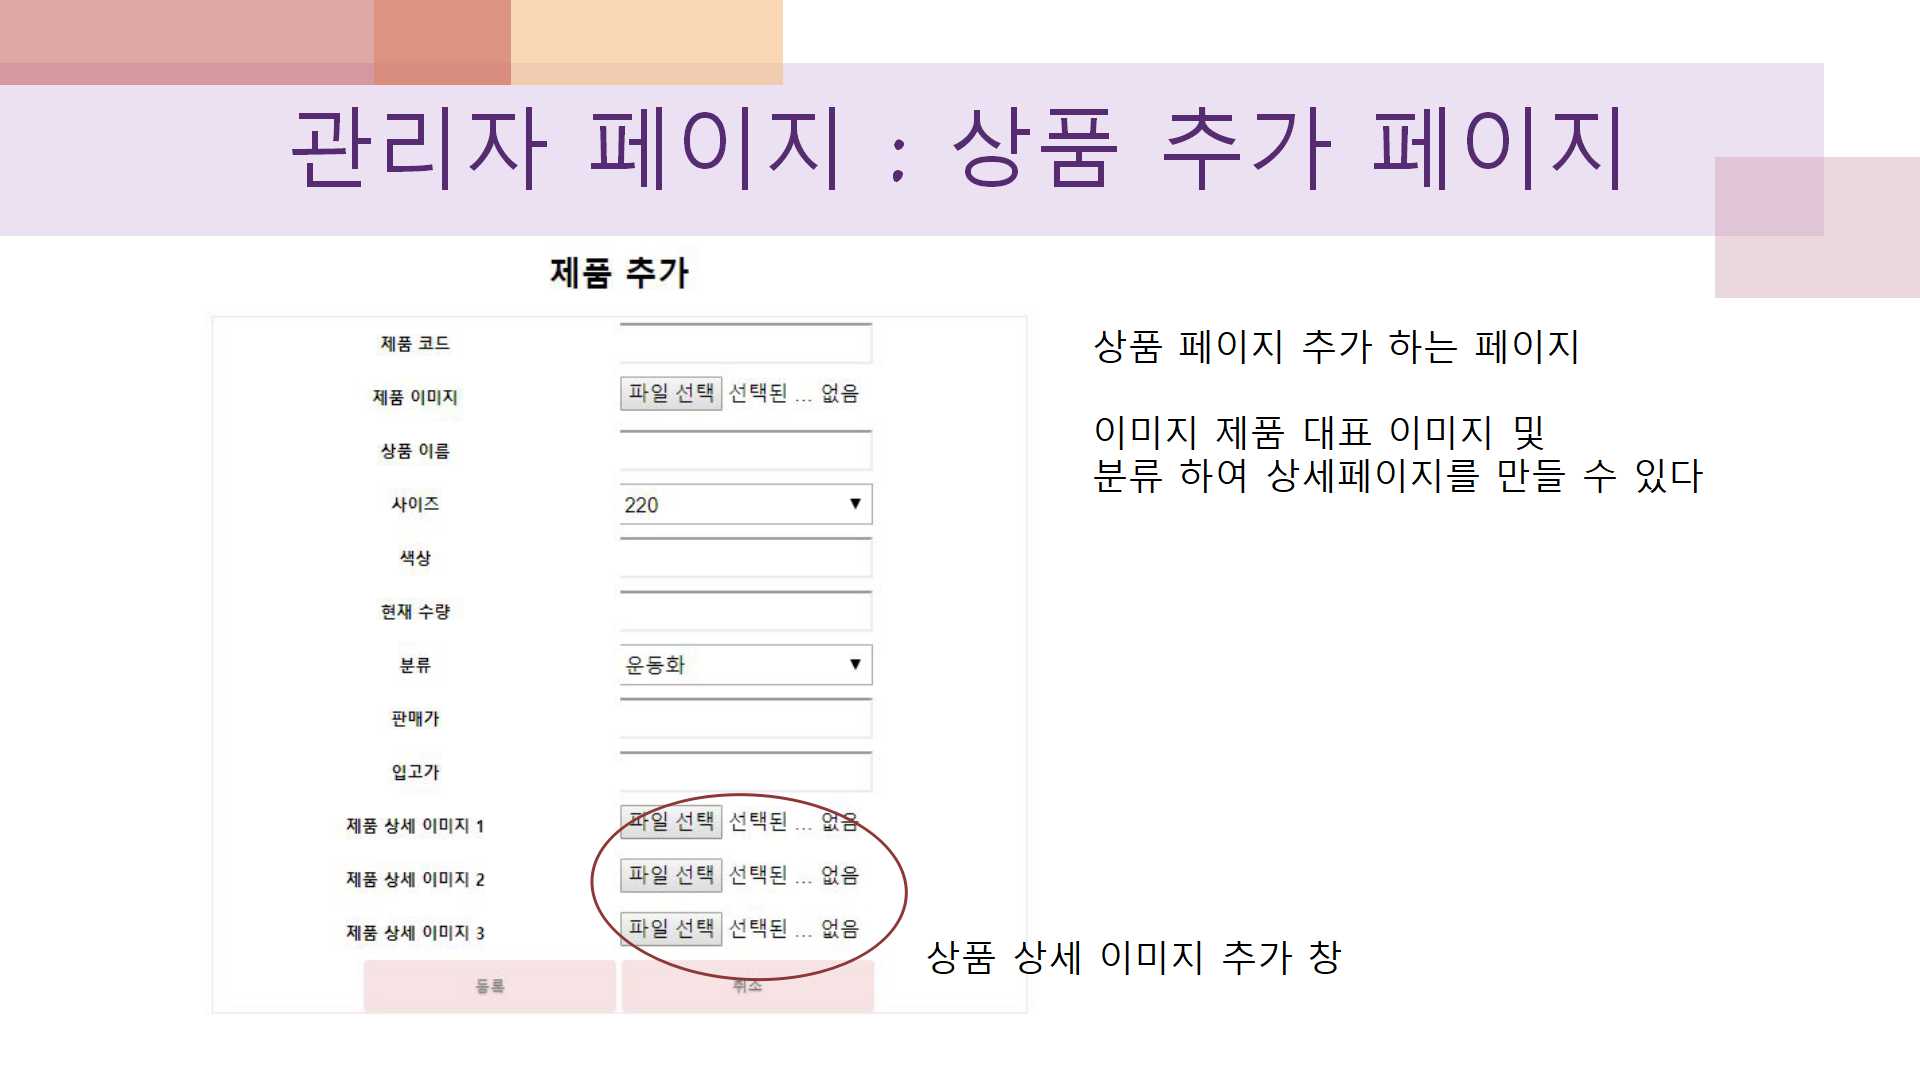 관리자 페이지 : 상품 추가 페이지
제품 추가
제품 코드
제품 이미지 파일 선택 선택된 ... 없음
상품 이름
사이즈 220 ▼
색상
현재 수량
분류 운동화 ▼
판매가
입고가
제품 상세 이미지 1 파일 선택 선택된 ... 없음
제품 상세 이미지 2 파일 선택 선택된 ... 없음
제품 상세 이미지 3 파일 선택 선택된 ... 없음
등록 취소
상품 페이지 추가 하는 페이지
이미지 제품 대표 이미지 및
분류 하여 상세페이지를 만들 수 있다
상품 상세 이미지 추가 창